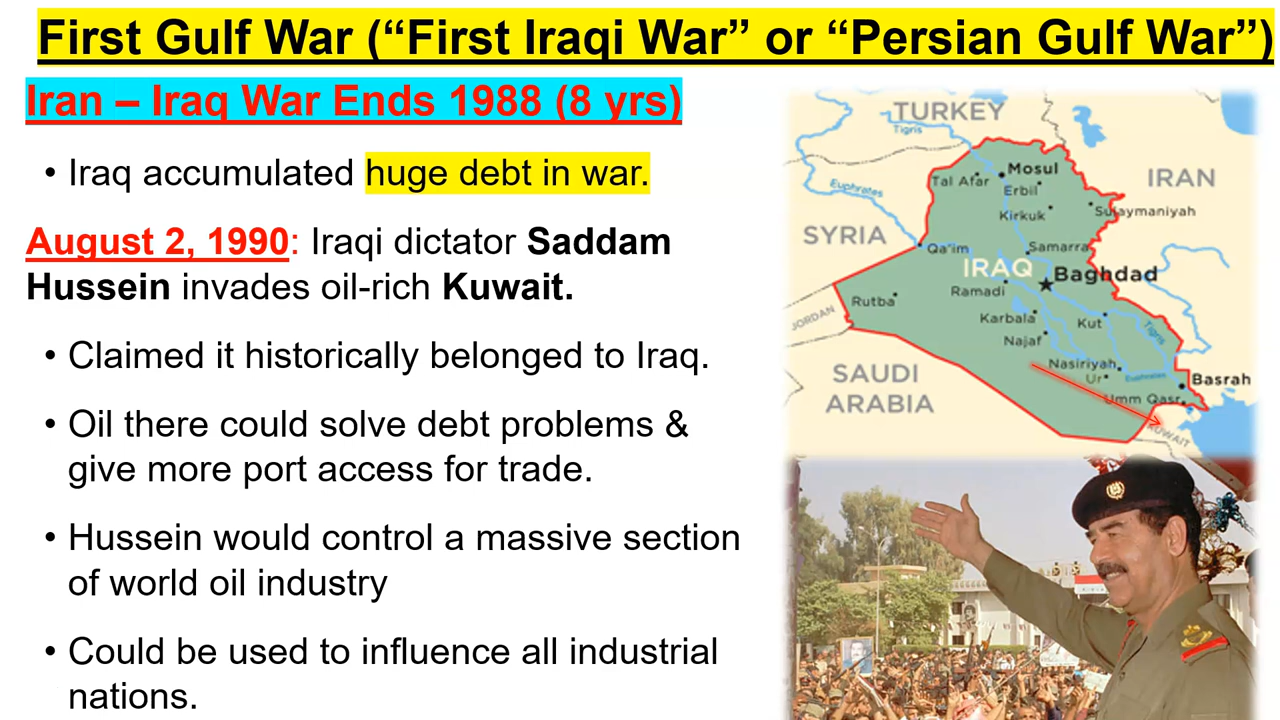 First Gulf War (“First Iraqi War” or “Persian Gulf War”)
Iran – Iraq War Ends 1988 (8 yrs)
• Iraq accumulated huge debt in war.
August 2, 1990: Iraqi dictator Saddam
Hussein invades oil-rich Kuwait.
• Claimed it historically belonged to Iraq.
• Oil there could solve debt problems &
give more port access for trade.
• Hussein would control a massive section
of world oil industry
• Could be used to influence all industrial
nations.
TURKEY
Tigris
Mosul
Tal Afar
Erbil
IRAN
Euphrates
Kirkuk
Sulaymaniyah
SYRIA
Qa'im
Samarra
IRAQ
Baghdad
Ramadi
Rutba
JORDAN
Karbala
Kut
Tigris
Najaf
Nasiriyah
Ur
Euphrates
Basrah
SAUDI
ARABIA
Umm Qasr
KUWAIT